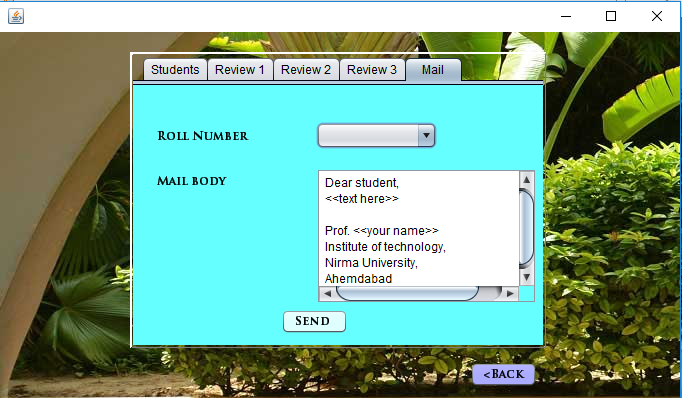 Students Review 1 Review 2 Review 3 Mail
Roll Number
Mail body
Dear student,
<<text here>>
Prof. <<your name>>
Institute of technology,
Nirma University,
Ahemdabad
Send
<Back